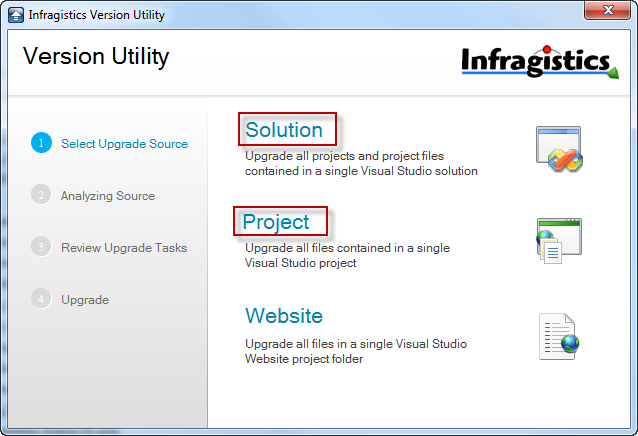 Infragistics Version Utility
Version Utility
Infragistics
1 Select Upgrade Source
2 Analyzing Source
3 Review Upgrade Tasks
4 Upgrade
Solution
Upgrade all projects and project files
contained in a single Visual Studio solution
Project
Upgrade all files contained in a single
Visual Studio project
Website
Upgrade all files in a single Visual Studio
Website project folder